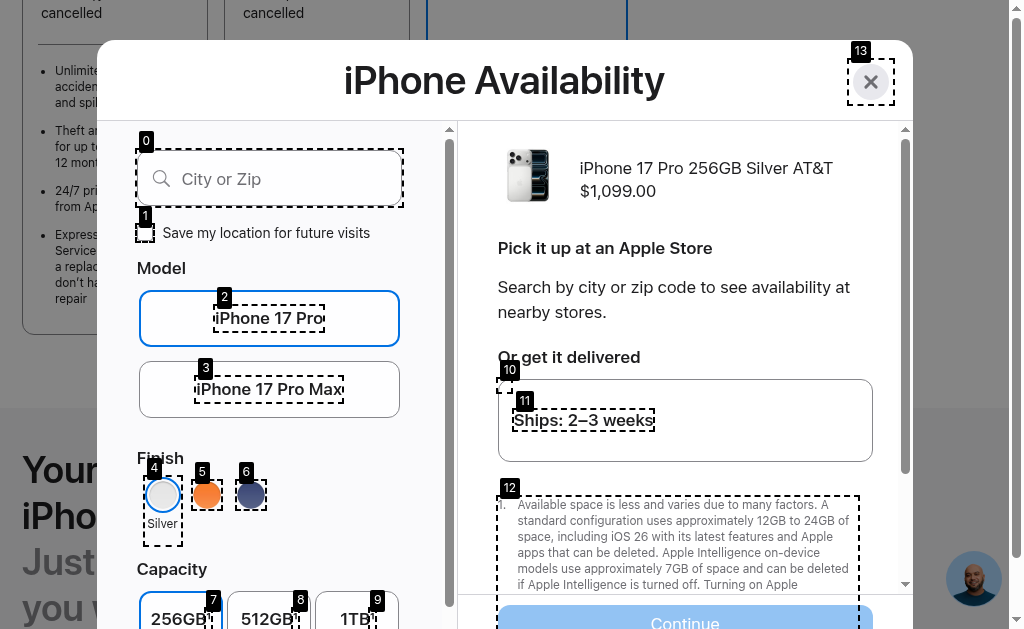 cancelled
cancelled
Unlimite
acciden
and spil
Theft an
for up to
12 mont
24/7 pri
from Ap
Express
Service
a replac
don't ha
repair
Your
iPho
Just
you w
iPhone Availability
13
0
City or Zip
1
Save my location for future visits
Model
2
iPhone 17 Pro
3
iPhone 17 Pro Max
Finish
4
5
6
Silver
Capacity
7
8
9
256GB¹
512GB¹
1TB¹
iPhone 17 Pro 256GB Silver AT&T
$1,099.00
Pick it up at an Apple Store
Search by city or zip code to see availability at
nearby stores.
Or get it delivered
10
11
Ships: 2–3 weeks
12
1. Available space is less and varies due to many factors. A
standard configuration uses approximately 12GB to 24GB of
space, including iOS 26 with its latest features and Apple
apps that can be deleted. Apple Intelligence on-device
models use approximately 7GB of space and can be deleted
if Apple Intelligence is turned off. Turning on Apple
Continue